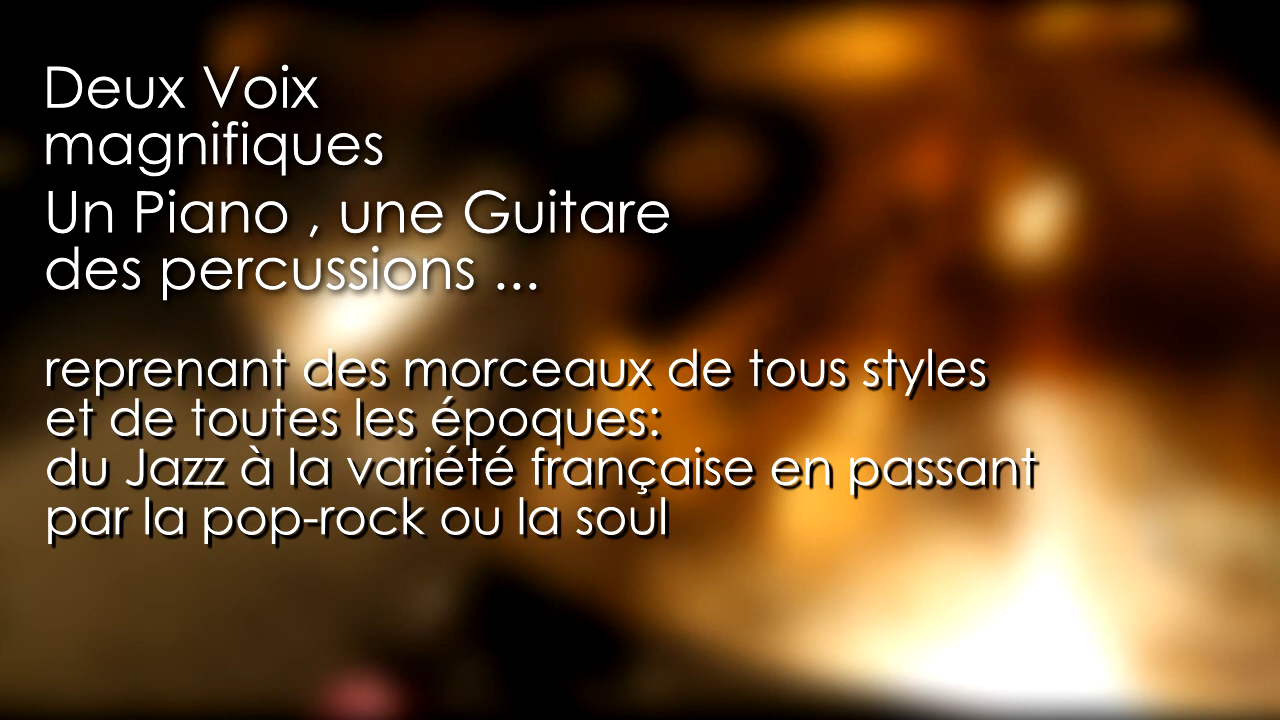 Deux Voix
magnifiques
Un Piano , une Guitare
des percussions ...
reprenant des morceaux de tous styles
et de toutes les époques:
du Jazz à la variété française en passant
par la pop-rock ou la soul